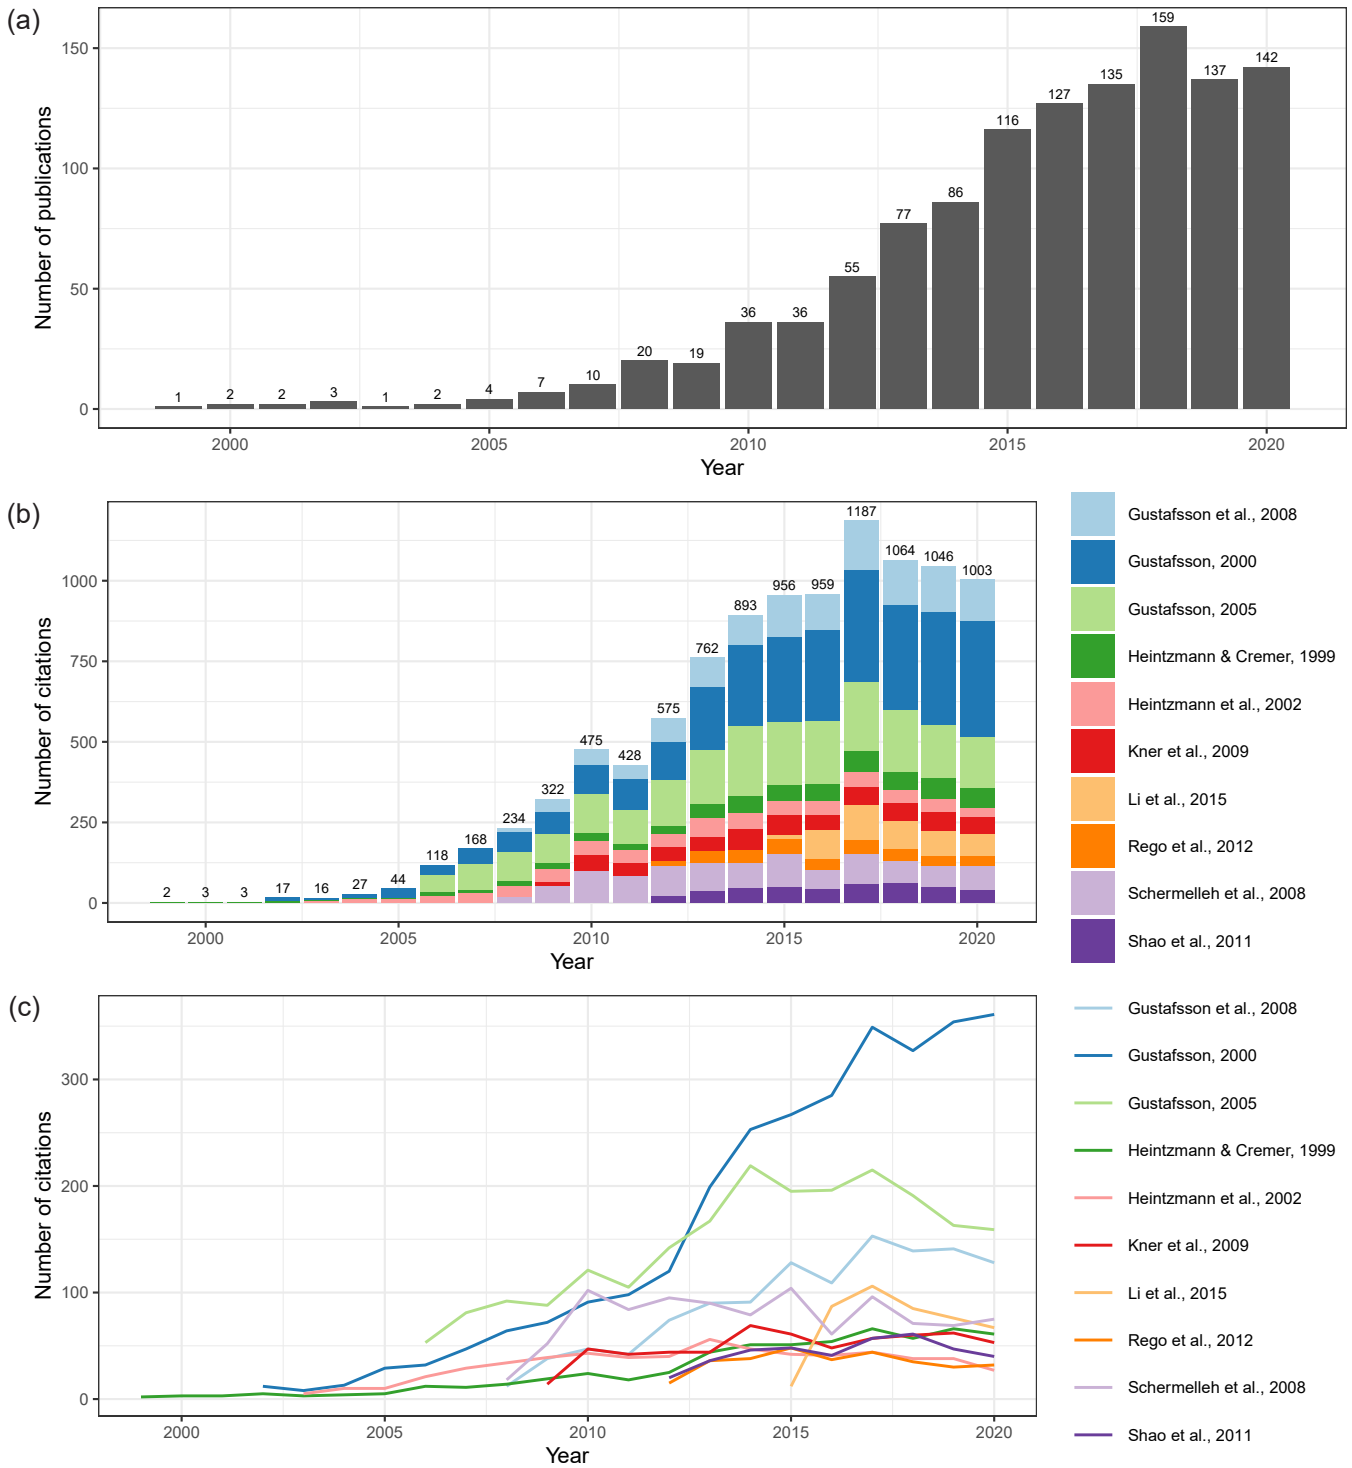 (a)
Number of publications
150
100
50
0
1
2
2
3
1
2
4
7
10
20
19
36
36
55
77
86
116
127
135
159
137
142
2000
2005
2010
2015
2020
Year
(b)
Number of citations
1000
750
500
250
0
2
3
3
17
16
27
44
118
168
234
322
475
428
575
762
893
956
959
1187
1064
1046
1003
2000
2005
2010
2015
2020
Year
Gustafsson et al., 2008
Gustafsson, 2000
Gustafsson, 2005
Heintzmann & Cremer, 1999
Heintzmann et al., 2002
Kner et al., 2009
Li et al., 2015
Rego et al., 2012
Schermelleh et al., 2008
Shao et al., 2011
(c)
Number of citations
300
200
100
0
2000
2005
2010
2015
2020
Year
Gustafsson et al., 2008
Gustafsson, 2000
Gustafsson, 2005
Heintzmann & Cremer, 1999
Heintzmann et al., 2002
Kner et al., 2009
Li et al., 2015
Rego et al., 2012
Schermelleh et al., 2008
Shao et al., 2011